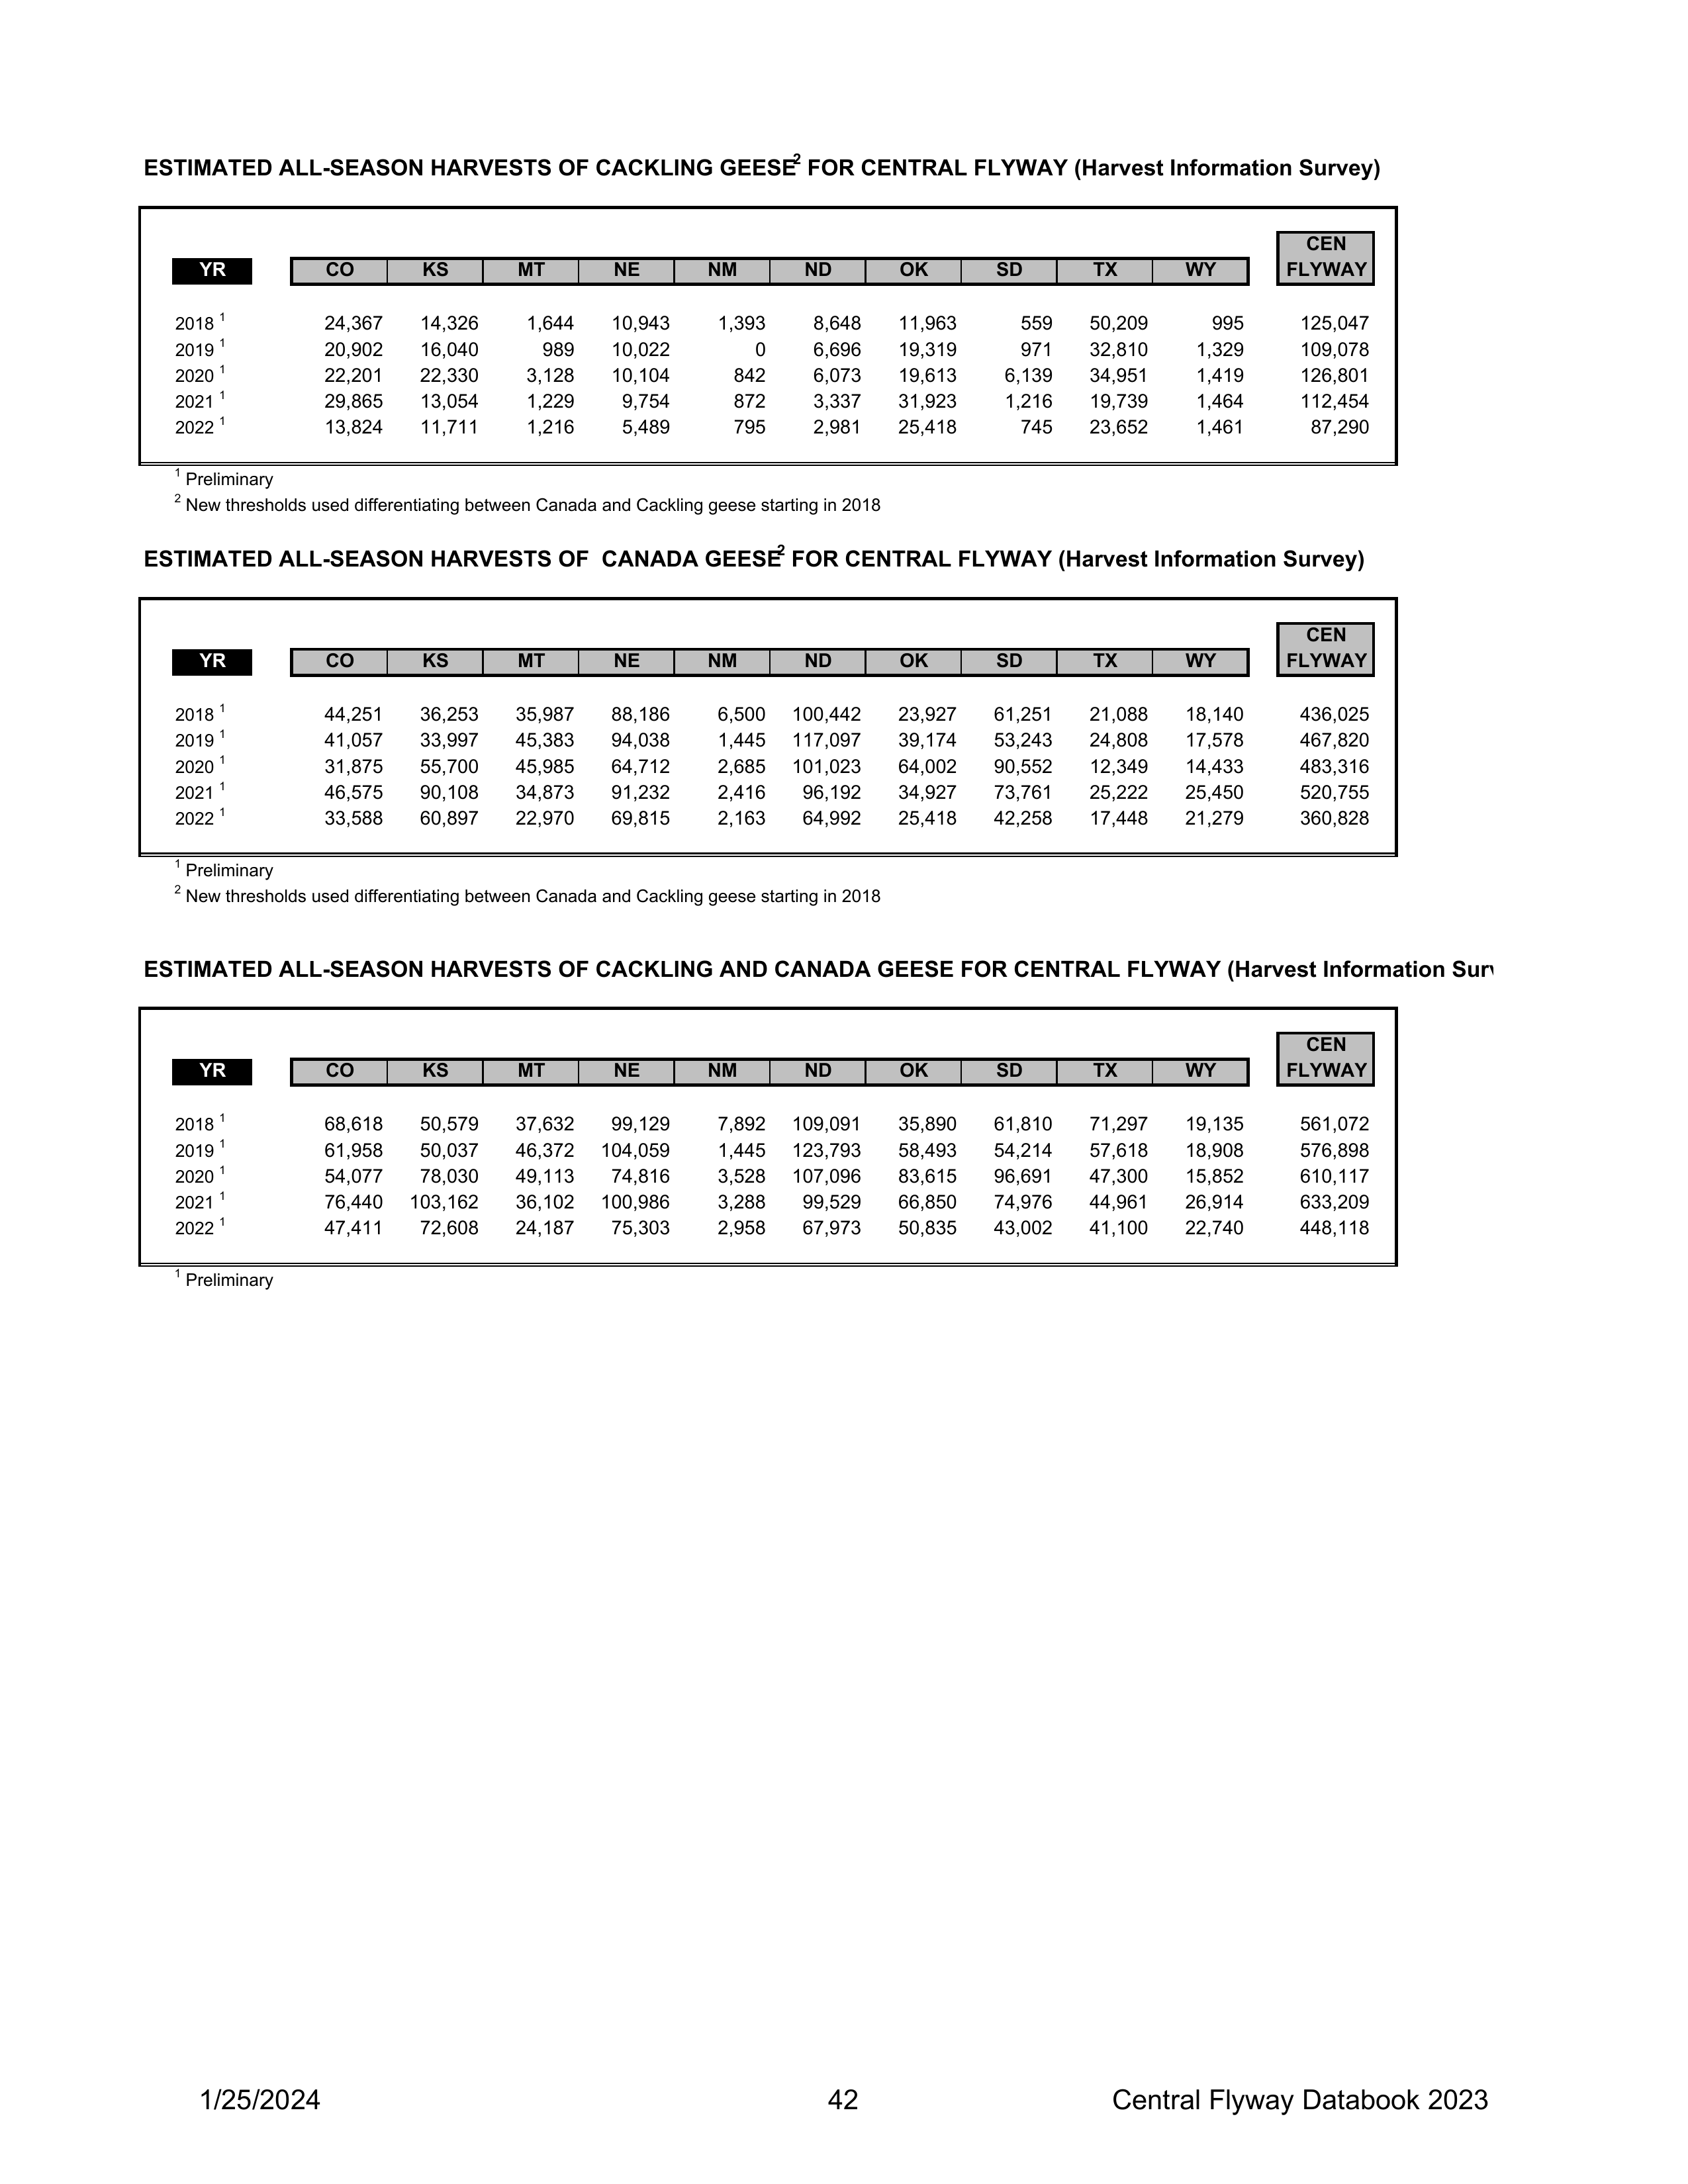 ESTIMATED ALL-SEASON HARVESTS OF CACKLING GEESE2 FOR CENTRAL FLYWAY (Harvest Information Survey)
CEN
YR CO KS MT NE NM ND OK SD TX WY FLYWAY
2018 1 24,367 14,326 1,644 10,943 1,393 8,648 11,963 559 50,209 995 125,047
2019 1 20,902 16,040 989 10,022 0 6,696 19,319 971 32,810 1,329 109,078
2020 1 22,201 22,330 3,128 10,104 842 6,073 19,613 6,139 34,951 1,419 126,801
2021 1 29,865 13,054 1,229 9,754 872 3,337 31,923 1,216 19,739 1,464 112,454
2022 1 13,824 11,711 1,216 5,489 795 2,981 25,418 745 23,652 1,461 87,290
1 Preliminary
2 New thresholds used differentiating between Canada and Cackling geese starting in 2018
ESTIMATED ALL-SEASON HARVESTS OF CANADA GEESE2 FOR CENTRAL FLYWAY (Harvest Information Survey)
CEN
YR CO KS MT NE NM ND OK SD TX WY FLYWAY
2018 1 44,251 36,253 35,987 88,186 6,500 100,442 23,927 61,251 21,088 18,140 436,025
2019 1 41,057 33,997 45,383 94,038 1,445 117,097 39,174 53,243 24,808 17,578 467,820
2020 1 31,875 55,700 45,985 64,712 2,685 101,023 64,002 90,552 12,349 14,433 483,316
2021 1 46,575 90,108 34,873 91,232 2,416 96,192 34,927 73,761 25,222 25,450 520,755
2022 1 33,588 60,897 22,970 69,815 2,163 64,992 25,418 42,258 17,448 21,279 360,828
1 Preliminary
2 New thresholds used differentiating between Canada and Cackling geese starting in 2018
ESTIMATED ALL-SEASON HARVESTS OF CACKLING AND CANADA GEESE FOR CENTRAL FLYWAY (Harvest Information Surv
CEN
YR CO KS MT NE NM ND OK SD TX WY FLYWAY
2018 1 68,618 50,579 37,632 99,129 7,892 109,091 35,890 61,810 71,297 19,135 561,072
2019 1 61,958 50,037 46,372 104,059 1,445 123,793 58,493 54,214 57,618 18,908 576,898
2020 1 54,077 78,030 49,113 74,816 3,528 107,096 83,615 96,691 47,300 15,852 610,117
2021 1 76,440 103,162 36,102 100,986 3,288 99,529 66,850 74,976 44,961 26,914 633,209
2022 1 47,411 72,608 24,187 75,303 2,958 67,973 50,835 43,002 41,100 22,740 448,118
1 Preliminary
1/25/2024 42 Central Flyway Databook 2023